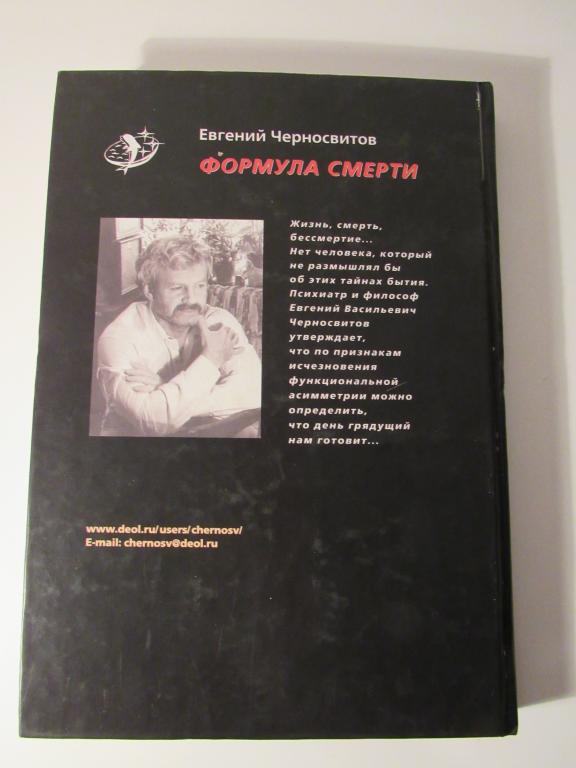 Евгений Черносвитов
ФОРМУЛА СМЕРТИ
Жизнь, смерть,
бессмертие...
Нет человека, который
не размышлял бы
об этих тайнах бытия.
Психиатр и философ
Евгений Васильевич
Черносвитов
утверждает,
что по признакам
исчезновения
функциональной
асимметрии можно
определить,
что день грядущий
нам готовит...
www.deol.ru/users/chernosv/
E-mail: chernosv@deol.ru